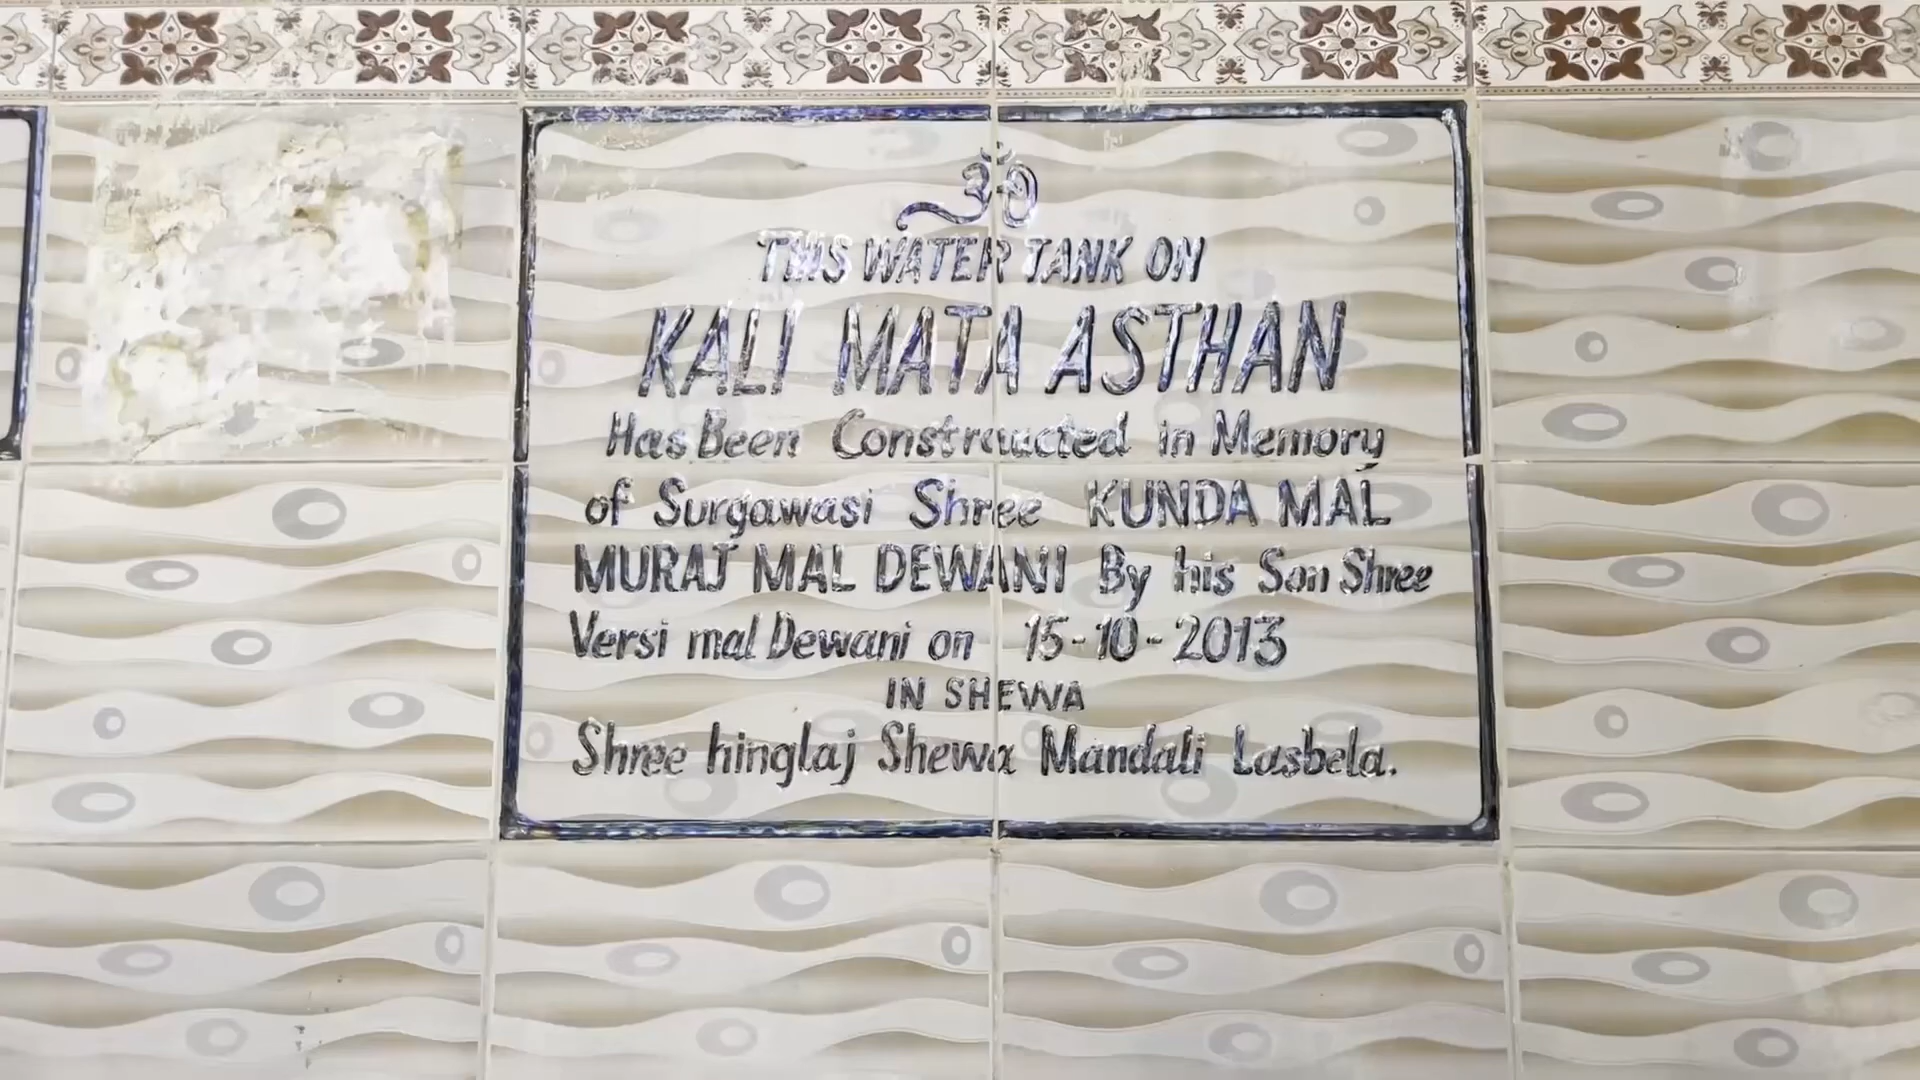 ॐ
THIS WATER TANK ON
KALI MATA ASTHAN
Has Been Constraucted in Memory
of Surgawasi Shree KUNDA MAL
MURAJ MAL DEWANI By his Son Shree
Versi mal Dewani on 15-10-2013
IN SHEWA
Shree hinglaj Shewa Mandali Lasbela.